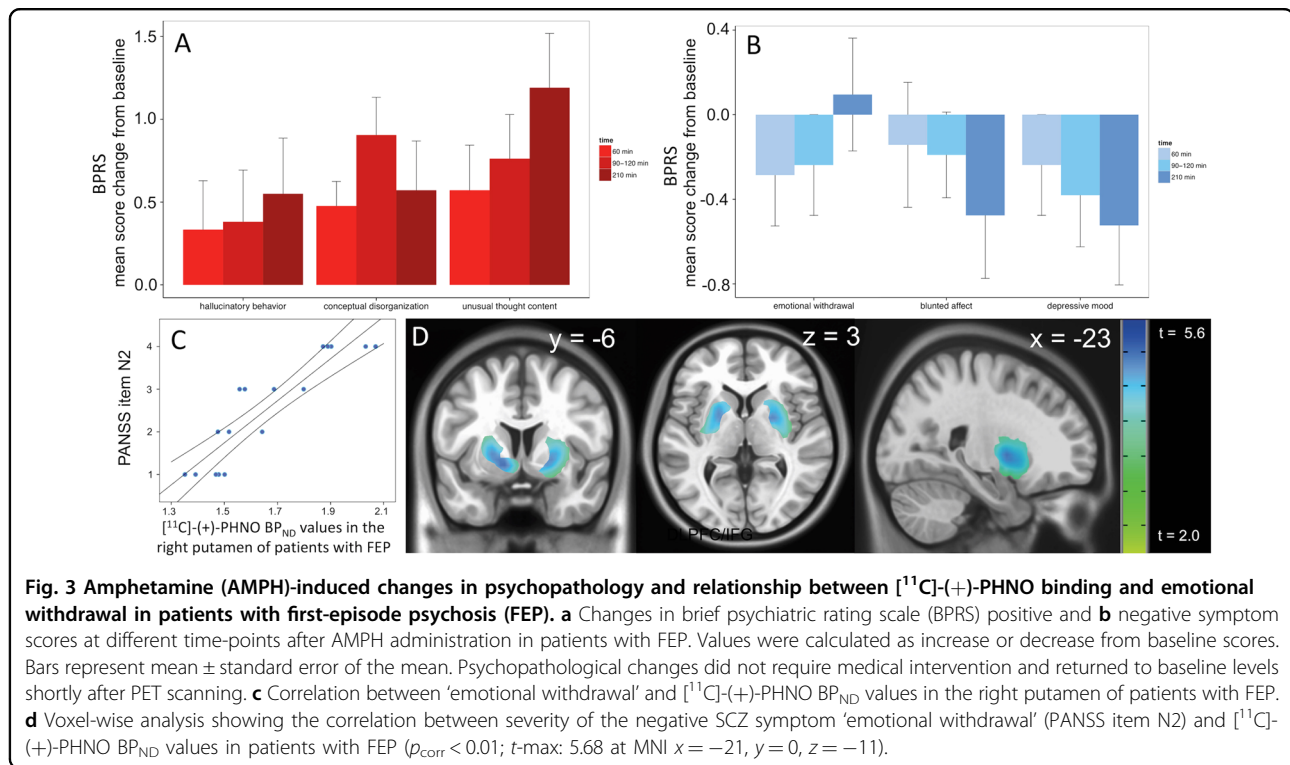 A
BPRS
mean score change from baseline
1.5
1.0
0.5
0.0
hallucinatory behavior
conceptual disorganization
unusual thought content
time
60 min
90−120 min
210 min
B
BPRS
mean score change from baseline
0.4
0.0
-0.4
-0.8
emotional withdrawal
blunted affect
depressive mood
time
60 min
90−120 min
210 min
C
PANSS item N2
4
3
2
1
1.3
1.5
1.7
1.9
2.1
[¹¹C]-(+)-PHNO BP_ND values in the
right putamen of patients with FEP
D
y = -6
z = 3
x = -23
DLPFC/IFG
t = 5.6
t = 2.0
Fig. 3 Amphetamine (AMPH)-induced changes in psychopathology and relationship between [¹¹C]-(+)-PHNO binding and emotional
withdrawal in patients with first-episode psychosis (FEP). a Changes in brief psychiatric rating scale (BPRS) positive and b negative symptom
scores at different time-points after AMPH administration in patients with FEP. Values were calculated as increase or decrease from baseline scores.
Bars represent mean ± standard error of the mean. Psychopathological changes did not require medical intervention and returned to baseline levels
shortly after PET scanning. c Correlation between ‘emotional withdrawal’ and [¹¹C]-(+)-PHNO BP_ND values in the right putamen of patients with FEP.
d Voxel-wise analysis showing the correlation between severity of the negative SCZ symptom ‘emotional withdrawal’ (PANSS item N2) and [¹¹C]-
(+)-PHNO BP_ND values in patients with FEP (p_corr < 0.01; t-max: 5.68 at MNI x = −21, y = 0, z = −11).